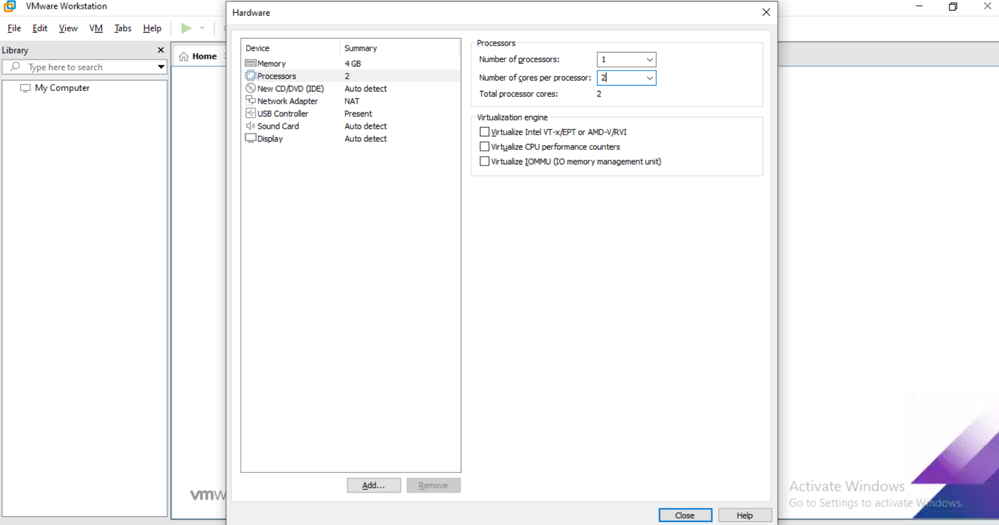 VMware Workstation
File Edit View VM Tabs Help
Library
Type here to search
My Computer
Home
vmw
Hardware
Device Summary
Memory 4 GB
Processors 2
New CD/DVD (IDE) Auto detect
Network Adapter NAT
USB Controller Present
Sound Card Auto detect
Display Auto detect
Add... Remove
Processors
Number of processors: 1
Number of cores per processor: 2
Total processor cores: 2
Virtualization engine
Virtualize Intel VT-x/EPT or AMD-V/RVI
Virtualize CPU performance counters
Virtualize IOMMU (IO memory management unit)
Close Help
Activate Windows
Go to Settings to activate Windows.